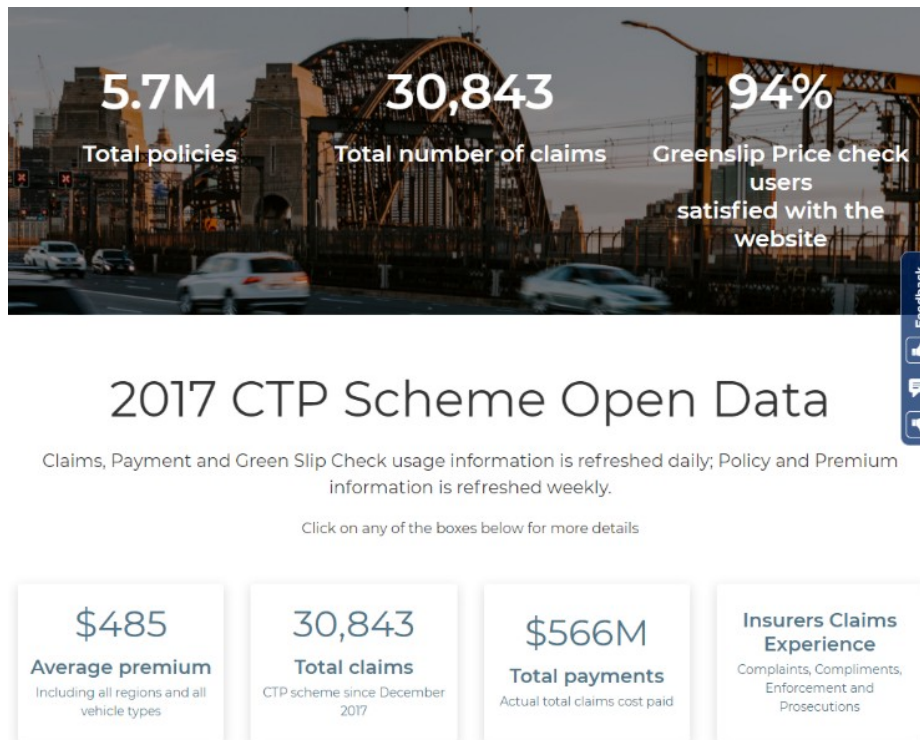 5.7M
30,843
94%
Total policies
Total number of claims
Greenslip Price check
users
satisfied with the
website
Feedback
2017 CTP Scheme Open Data
Claims, Payment and Green Slip Check usage information is refreshed daily; Policy and Premium
information is refreshed weekly.
Click on any of the boxes below for more details
$485
Average premium
Including all regions and all
vehicle types
30,843
Total claims
CTP scheme since December
2017
$566M
Total payments
Actual total claims cost paid
Insurers Claims
Experience
Complaints, Compliments,
Enforcement and
Prosecutions